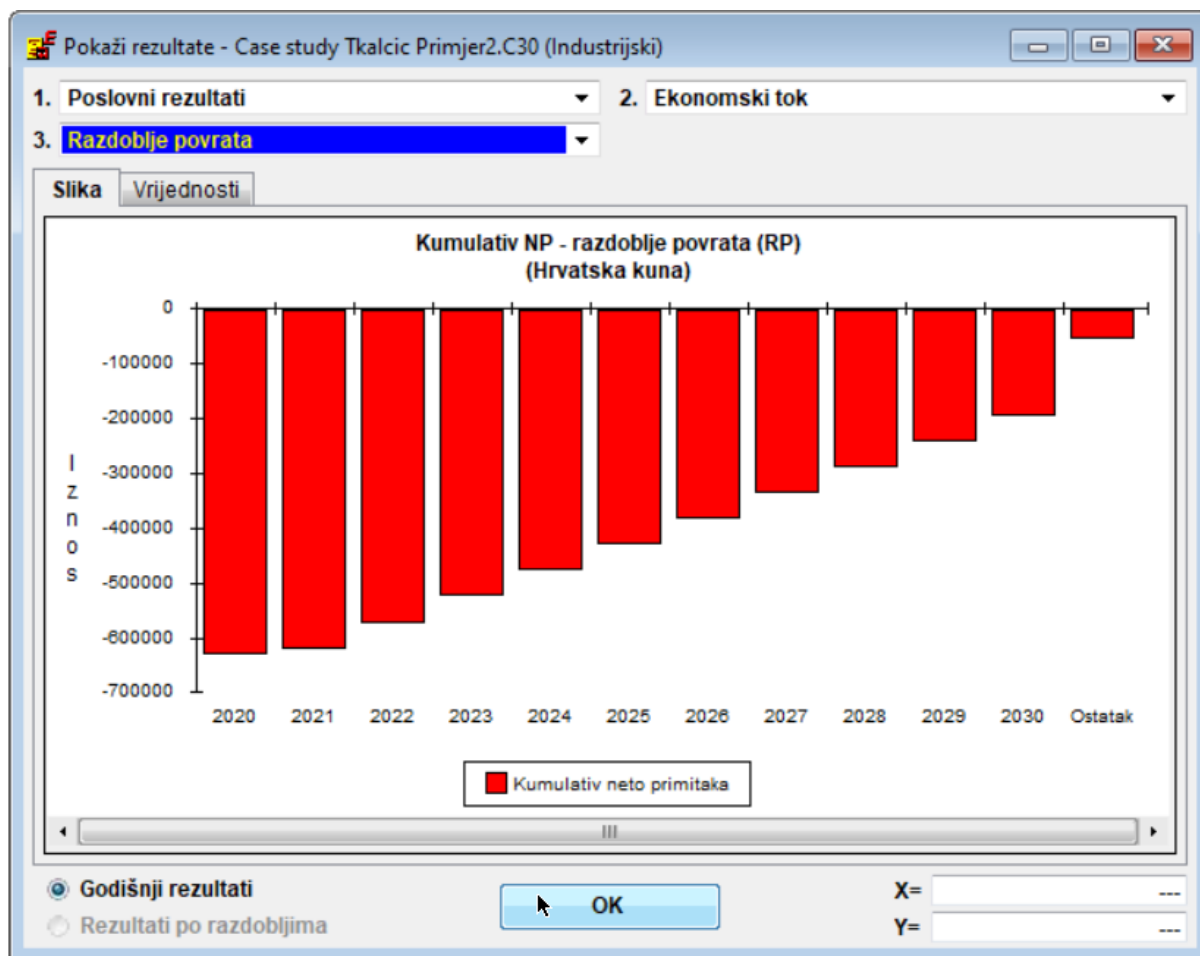 Pokaži rezultate - Case study Tkalcic Primjer2.C30 (Industrijski)
1. Poslovni rezultati
2. Ekonomski tok
3. Razdoblje povrata
Slika Vrijednosti
Kumulativ NP - razdoblje povrata (RP)
(Hrvatska kuna)
0
-100000
-200000
-300000
-400000
-500000
-600000
-700000
Iznos
2020 2021 2022 2023 2024 2025 2026 2027 2028 2029 2030 Ostatak
Kumulativ neto primitaka
Godišnji rezultati
Rezultati po razdobljima
OK
X= ---
Y= ---